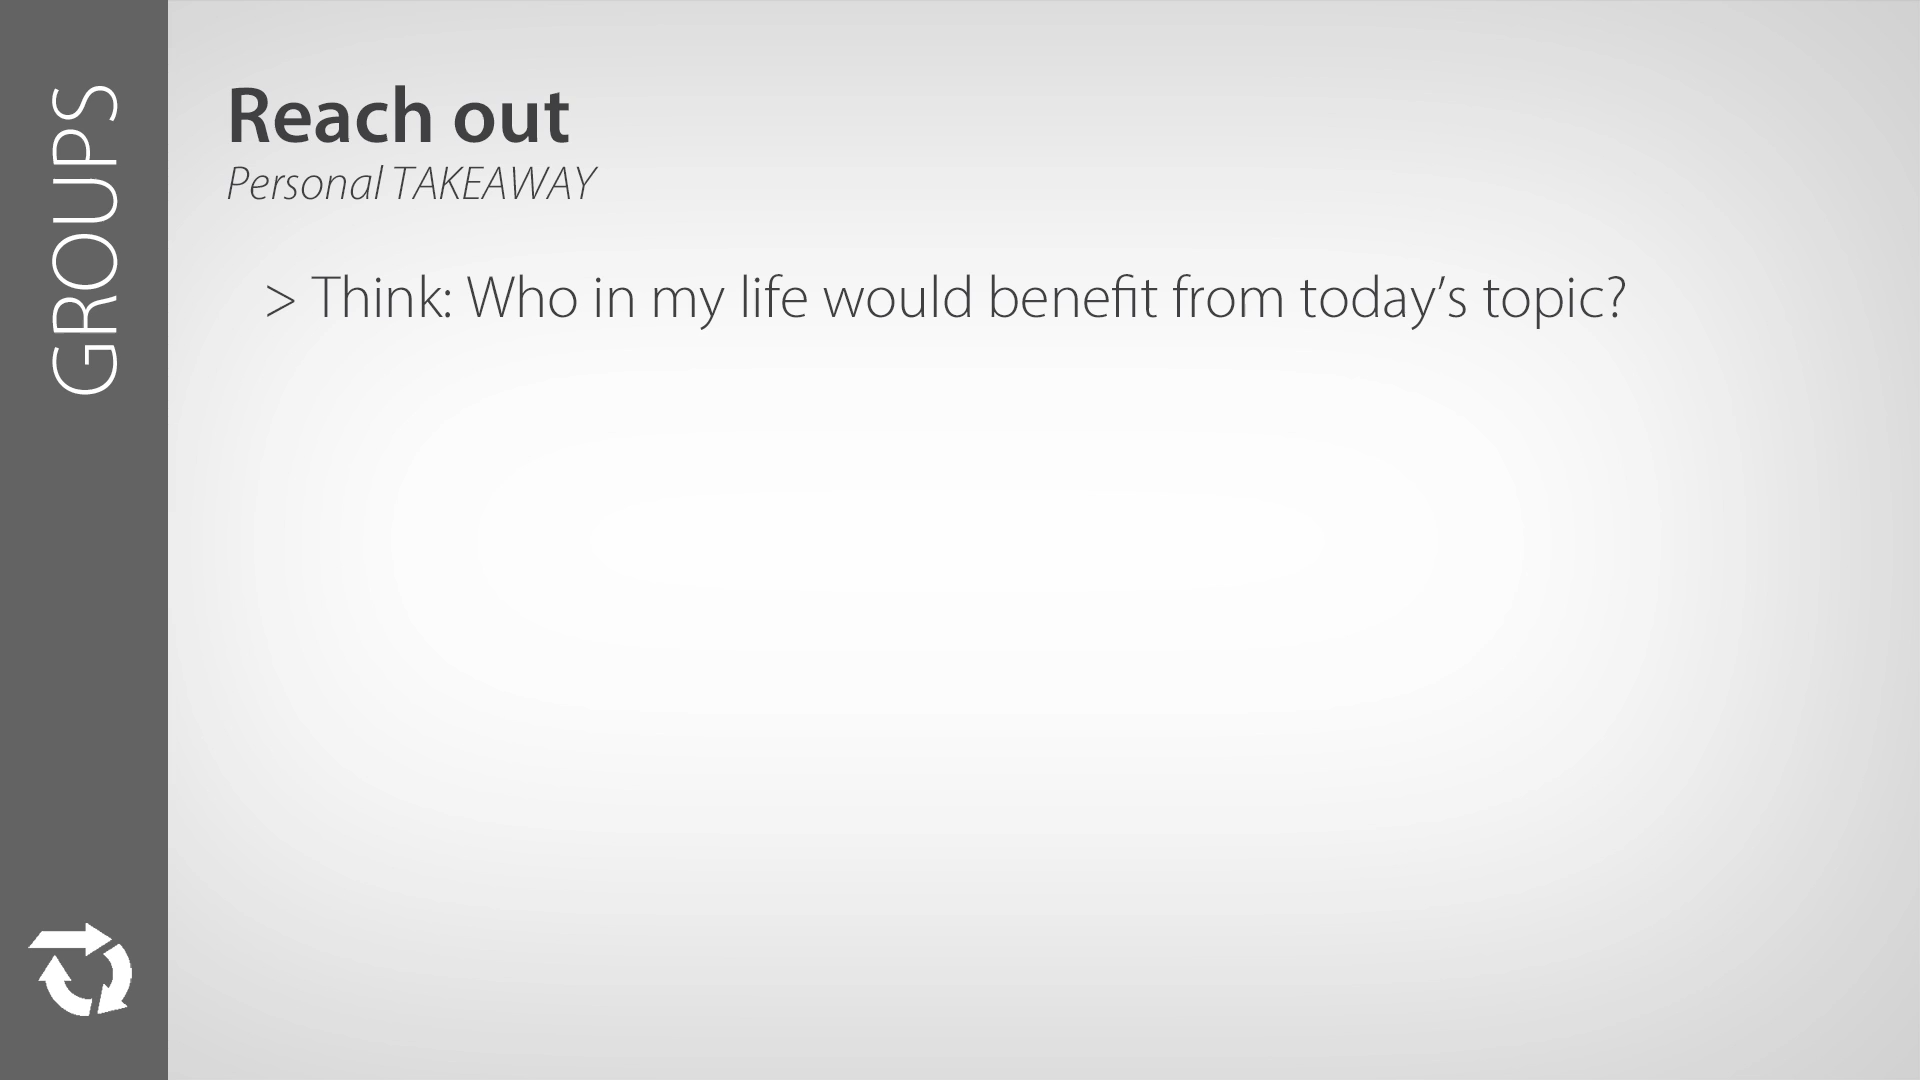 GROUPS
Reach out
Personal TAKEAWAY
> Think: Who in my life would benefit from today’s topic?